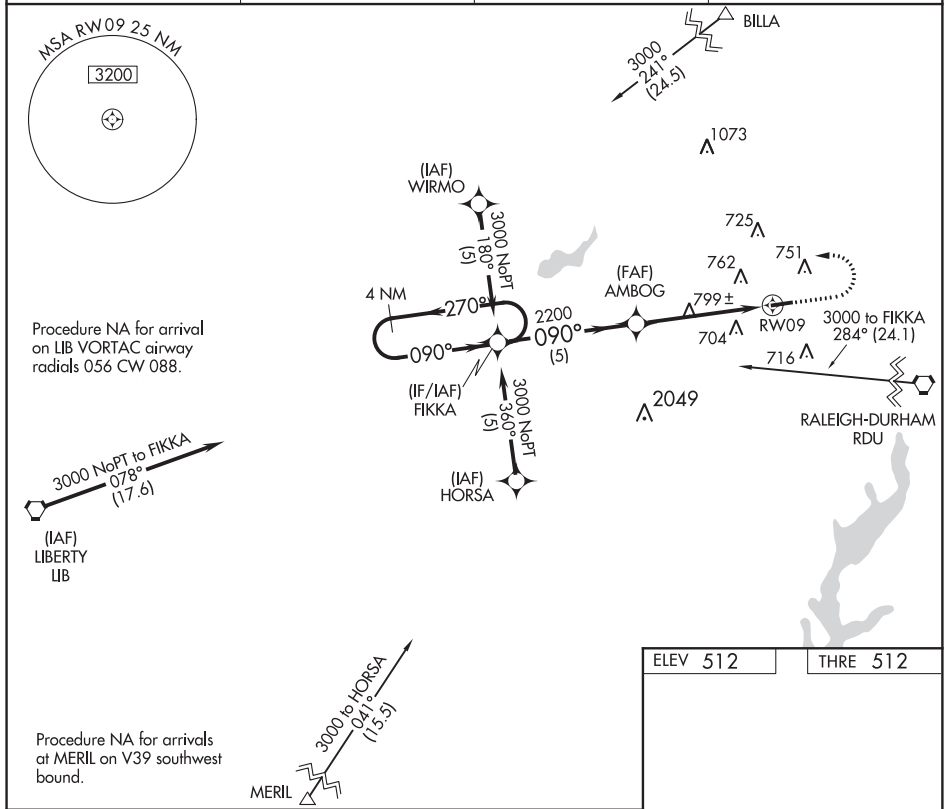 MSA RW09 25 NM
3200
BILLA
3000
241°
(24.5)
1073
(IAF)
WIRMO
3000 NoPT
180°
(5)
725
751
762
4 NM
270°
(FAF)
AMBOG
799±
2200
090°
(5)
090°
RW09
704
3000 to FIKKA
284° (24.1)
716
Procedure NA for arrival
on LIB VORTAC airway
radials 056 CW 088.
(IF/IAF)
FIKKA
3000 NoPT
360°
(5)
2049
RALEIGH-DURHAM
RDU
3000 NoPT to FIKKA
078°
(17.6)
(IAF)
HORSA
(IAF)
LIBERTY
LIB
ELEV 512
THRE 512
3000 to HORSA
041°
(15.5)
Procedure NA for arrivals
at MERIL on V39 southwest
bound.
MERIL